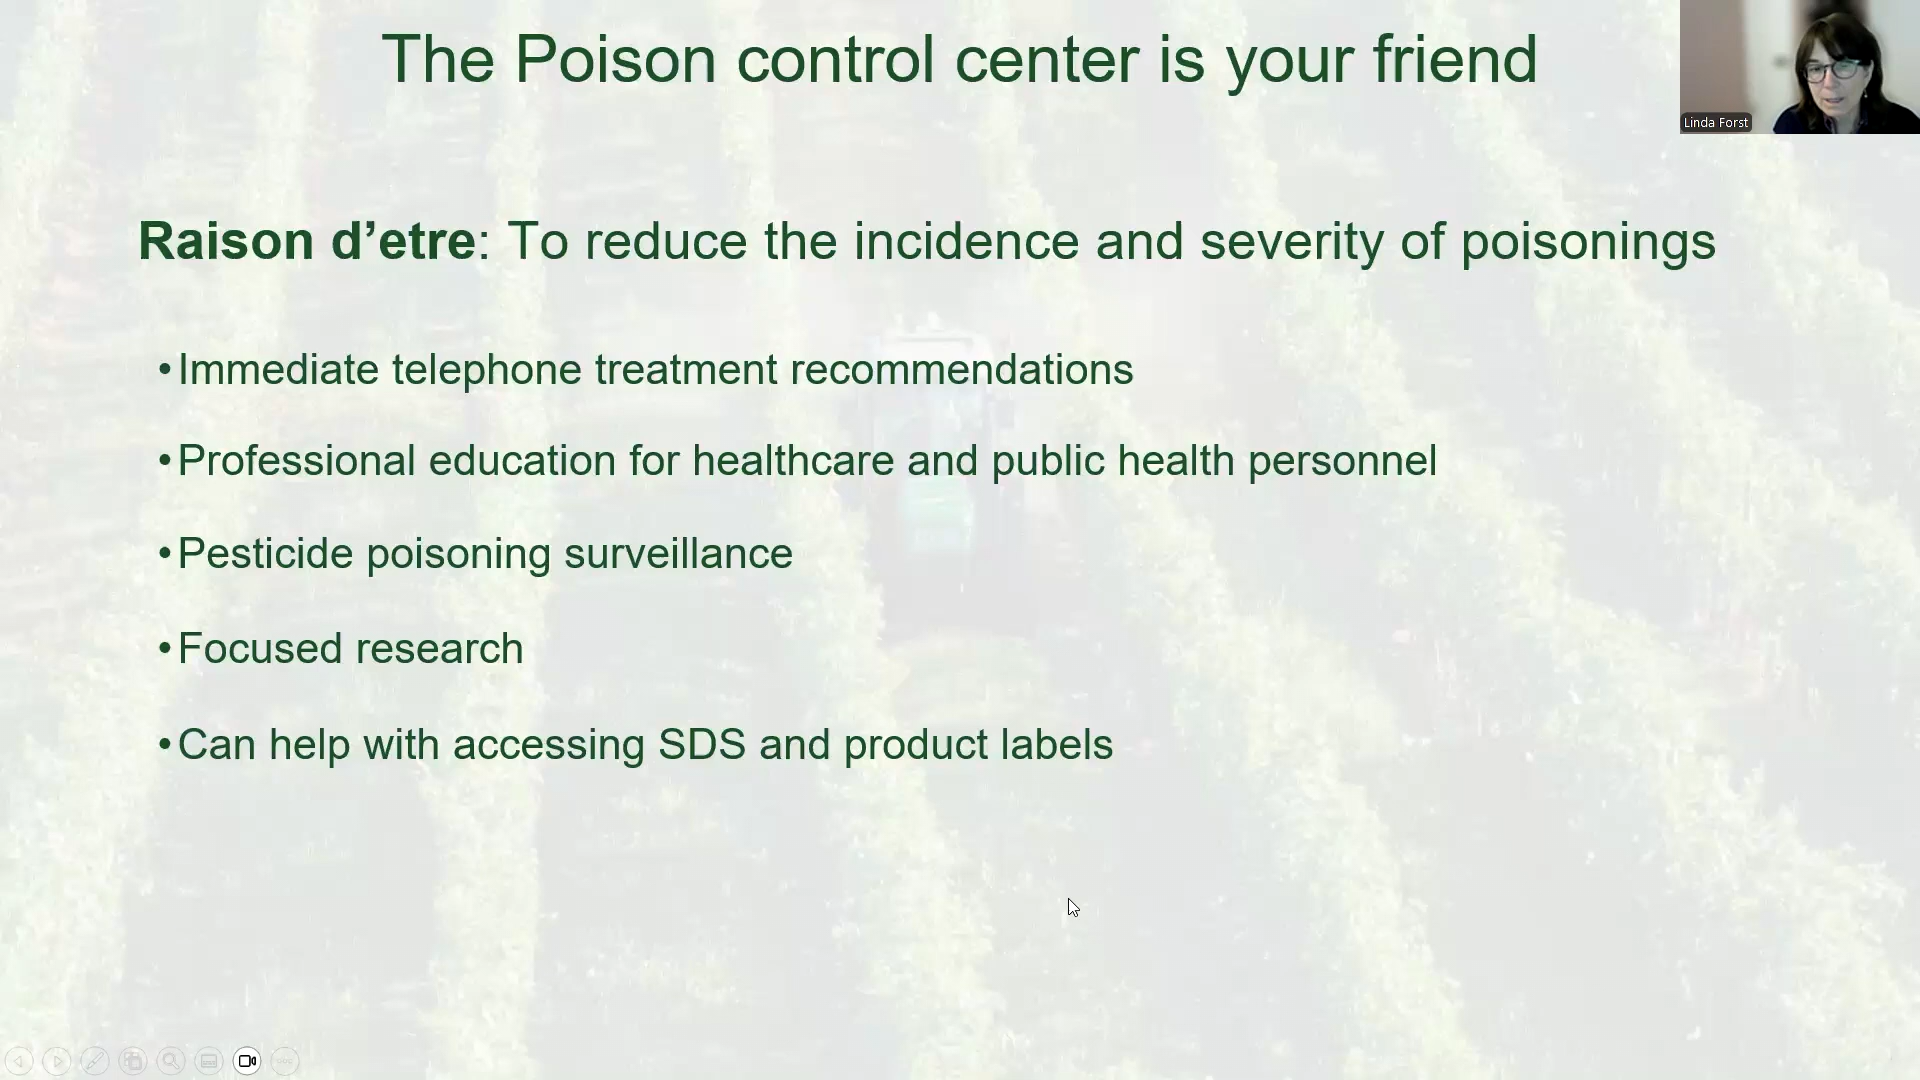 The Poison control center is your friend
Linda Forst
Raison d’etre: To reduce the incidence and severity of poisonings
•Immediate telephone treatment recommendations
•Professional education for healthcare and public health personnel
•Pesticide poisoning surveillance
•Focused research
•Can help with accessing SDS and product labels